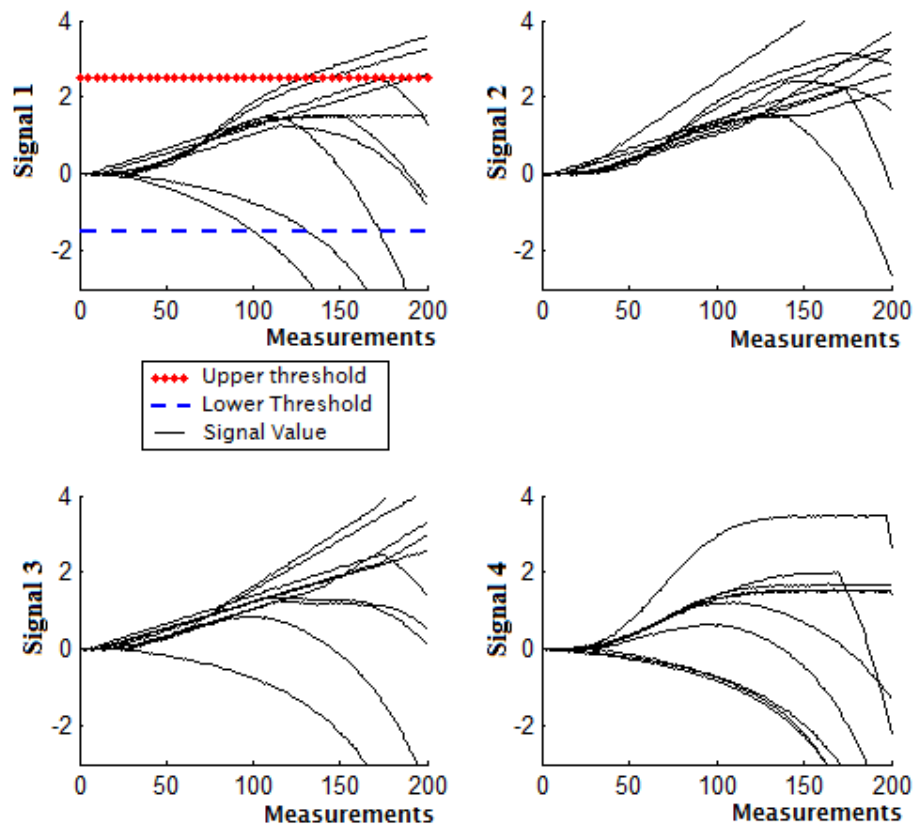 4
2
0
-2
Signal 1
0 50 100 150 200
Measurements
4
2
0
-2
Signal 2
0 50 100 150 200
Measurements
Upper threshold
Lower Threshold
Signal Value
4
2
0
-2
Signal 3
0 50 100 150 200
Measurements
4
2
0
-2
Signal 4
0 50 100 150 200
Measurements